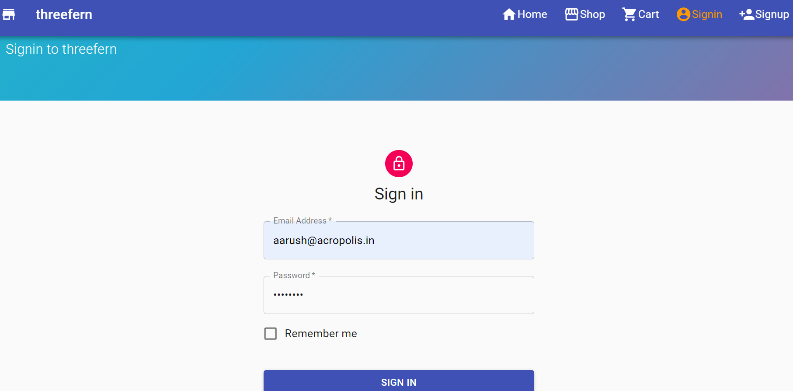 threefern Home Shop Cart Signin Signup
Signin to threefern
Sign in
Email Address *
aarush@acropolis.in
Password *
••••••••
Remember me
SIGN IN